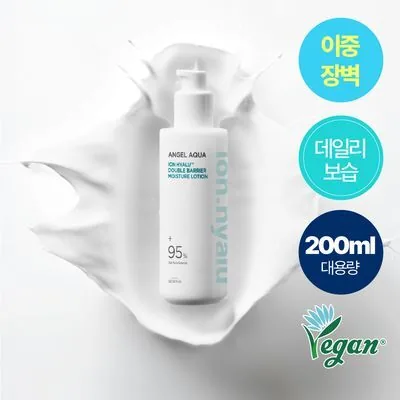 이중
장벽
데일리
보습
200ml
대용량
Vegan®
ANGEL AQUA
ION.HYALU™
DOUBLE BARRIER
MOISTURE LOTION
+
95%
ion.hyalu